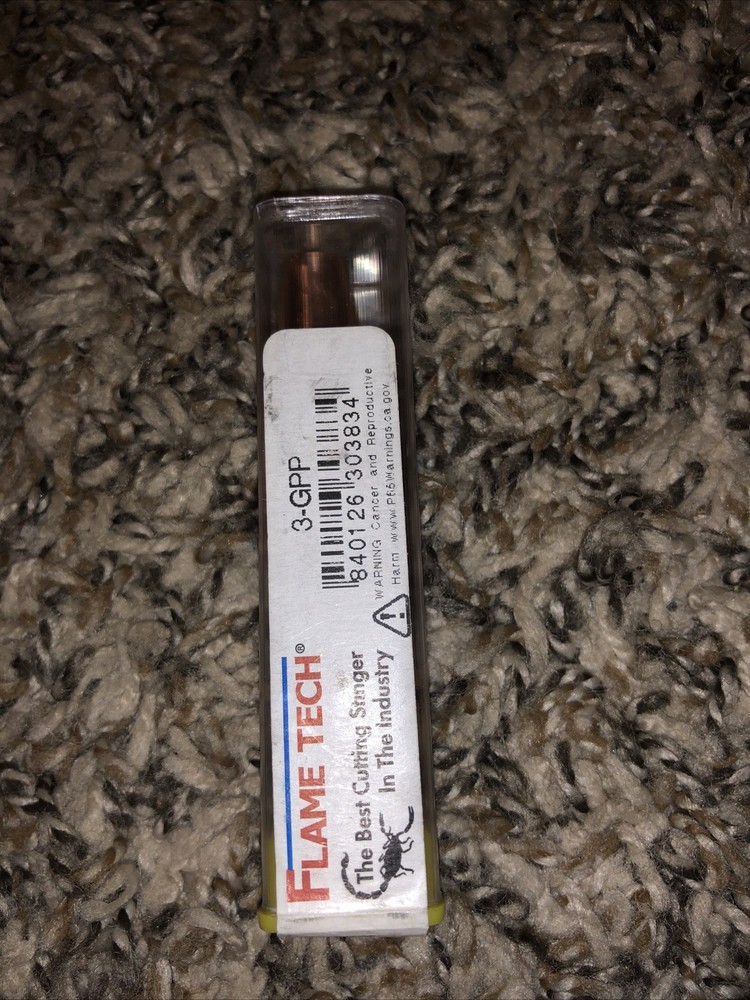 FLAME TECH®
The Best Cutting Stinger
In The Industry
3-GPP
840126 303834
WARNING Cancer and Reproductive
Harm www.P65Warnings.ca.gov